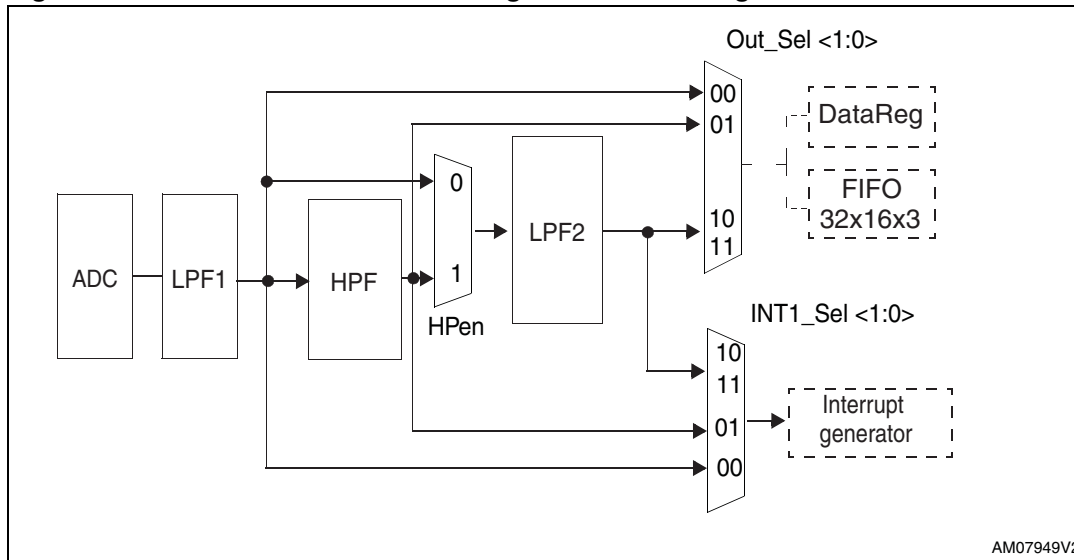 Out_Sel <1:0>
00
01
10
11
DataReg
FIFO
32x16x3
0
1
HPen
ADC
LPF1
HPF
LPF2
INT1_Sel <1:0>
10
11
01
00
Interrupt
generator
AM07949V2